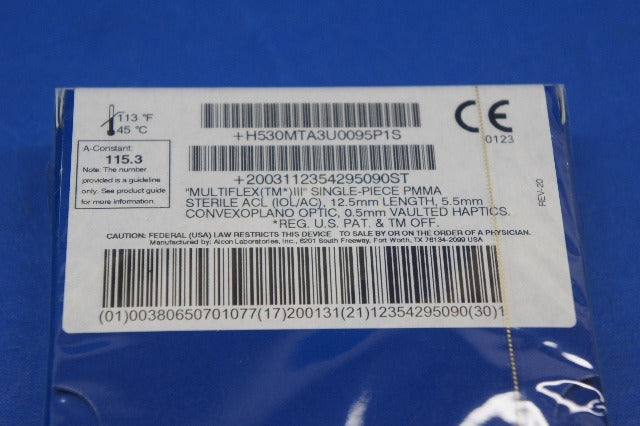 113 °F
45 °C
A-Constant:
115.3
Note: The number
provided is a guideline
only. See product guide
for more information.
+H530MTA3U0095P1S
+2003112354295090ST
"MULTIFLEX(TM*)III" SINGLE-PIECE PMMA
STERILE ACL (IOL/AC), 12.5mm LENGTH, 5.5mm
CONVEXOPLANO OPTIC, 0.5mm VAULTED HAPTICS.
*REG. U.S. PAT. & TM OFF.
CAUTION: FEDERAL (USA) LAW RESTRICTS THIS DEVICE TO SALE BY OR ON THE ORDER OF A PHYSICIAN.
Manufactured by: Alcon Laboratories, Inc., 6201 South Freeway, Fort Worth, TX 76134-2099 USA
(01)00380650701077(17)200131(21)12354295090(30)1
CE
0123
REV-20